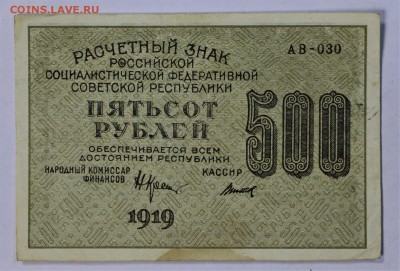 COINS.LAVE.RU
РАСЧЕТНЫЙ ЗНАК
РОССИЙСКОЙ
СОЦИАЛИСТИЧЕСКОЙ ФЕДЕРАТИВНОЙ
СОВЕТСКОЙ РЕСПУБЛИКИ
АВ-030
ПЯТЬСОТ
РУБЛЕЙ
500
ОБЕСПЕЧИВАЕТСЯ ВСЕМ
ДОСТОЯНИЕМ РЕСПУБЛИКИ
НАРОДНЫЙ КОМИССАР
ФИНАНСОВ
КАССИР
1919